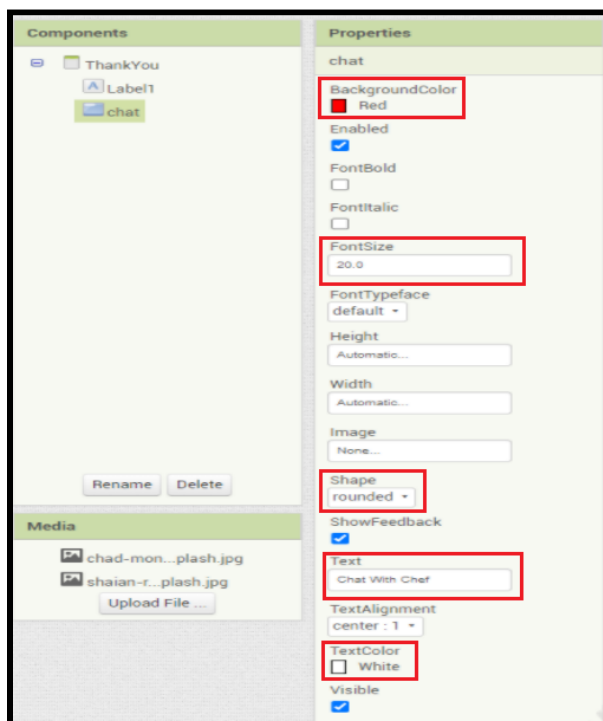 Components
ThankYou
Label1
chat
Rename Delete
Media
chad-mon...plash.jpg
shaian-r...plash.jpg
Upload File ...
Properties
chat
BackgroundColor
Red
Enabled
FontBold
FontItalic
FontSize
20.0
FontTypeface
default
Height
Automatic...
Width
Automatic...
Image
None...
Shape
rounded
ShowFeedback
Text
Chat With Chef
TextAlignment
center : 1
TextColor
White
Visible